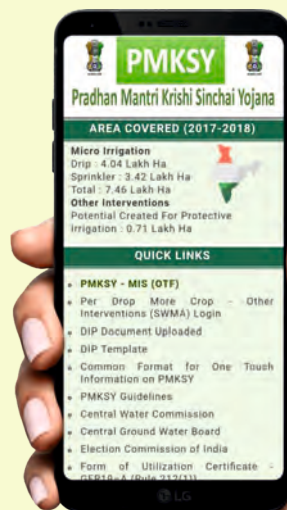 PMKSY
Pradhan Mantri Krishi Sinchai Yojana
AREA COVERED (2017-2018)
Micro Irrigation
Drip : 4.04 Lakh Ha
Sprinkler : 3.42 Lakh Ha
Total : 7.46 Lakh Ha
Other Interventions
Potential Created For Protective
Irrigation : 0.71 Lakh Ha
QUICK LINKS
PMKSY - MIS (OTF)
Per Drop More Crop - Other
Interventions (SWMA) Login
DIP Document Uploaded
DIP Template
Common Format for One Touch
Information on PMKSY
PMKSY Guidelines
Central Water Commission
Central Ground Water Board
Election Commission of India
Form of Utilization Certificate -
GFR19-A (Rule 212(1))
LG